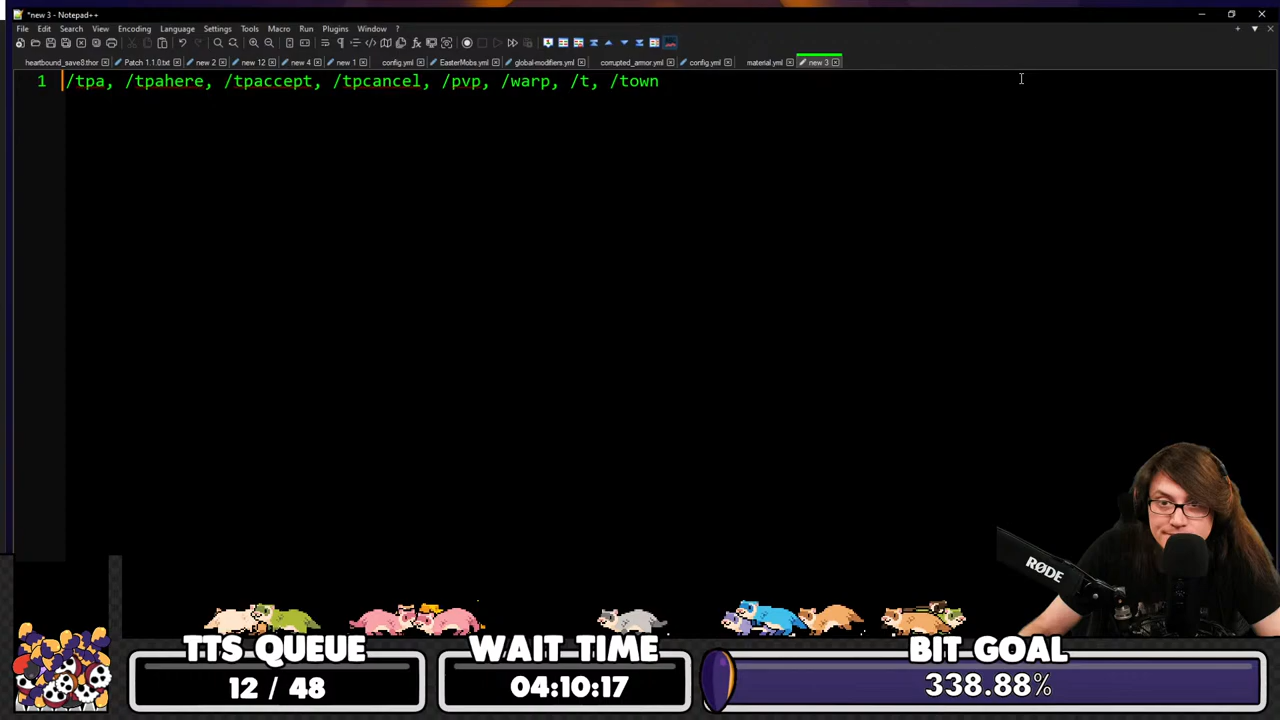 *new 3 - Notepad++
File Edit Search View Encoding Language Settings Tools Macro Run Plugins Window ?
heartbound_save8.thor Patch 1.1.0.txt new 2 new 12 new 4 new 1 config.yml EasterMobs.yml global-modifiers.yml corrupted_armor.yml config.yml material.yml new 3
1 /tpa, /tpahere, /tpaccept, /tpcancel, /pvp, /warp, /t, /town
RØDE
TTS QUEUE WAIT TIME BIT GOAL
12 / 48 04:10:17 338.88%